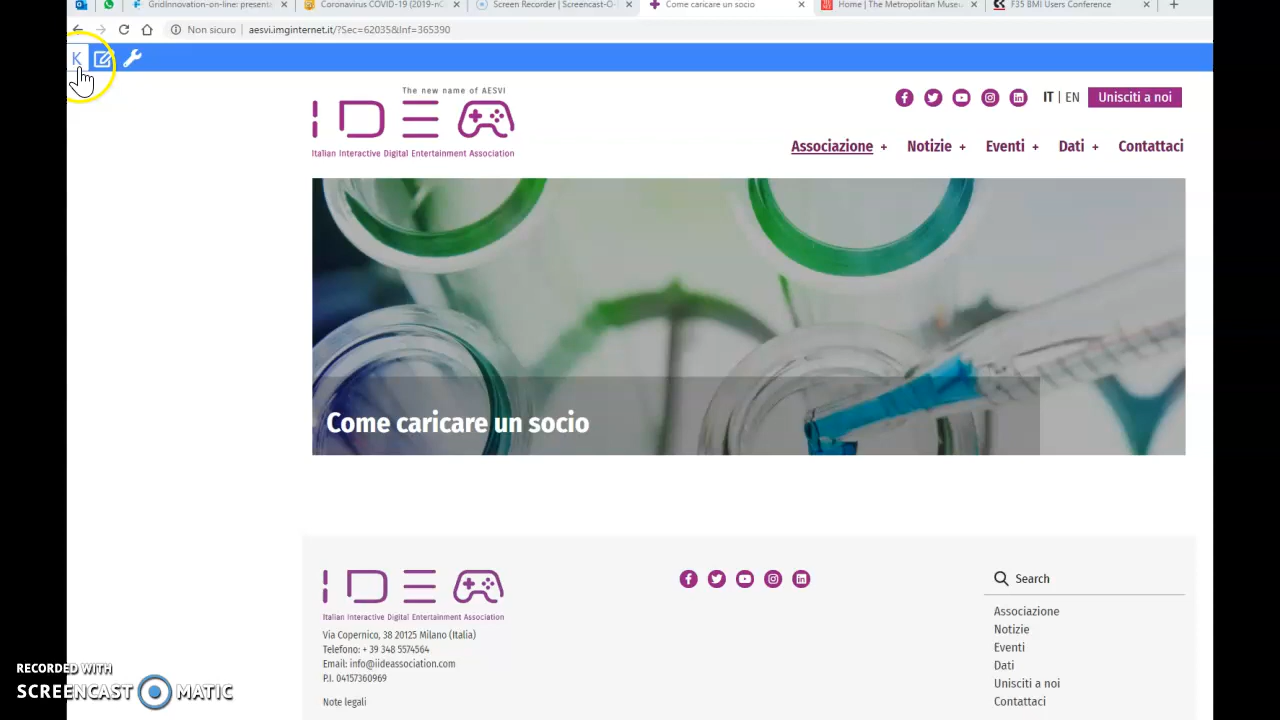 GridInnovation-on-line: present
Coronavirus COVID-19 (2019-nC
Screen Recorder | Screencast-O-
Come caricare un socio
Home | The Metropolitan Museu
F35 BMI Users Conference
Non sicuro
aesvi.imginternet.it/?Sec=62035&Inf=365390
K
The new name of AESVI
IDEA
Italian Interactive Digital Entertainment Association
IT | EN
Unisciti a noi
Associazione +
Notizie +
Eventi +
Dati +
Contattaci
Come caricare un socio
IDEA
Italian Interactive Digital Entertainment Association
Via Copernico, 38 20125 Milano (Italia)
Telefono: + 39 348 5574564
Email: info@iideassociation.com
P.I. 04157360969
Note legali
Search
Associazione
Notizie
Eventi
Dati
Unisciti a noi
Contattaci
RECORDED WITH
SCREENCAST MATIC